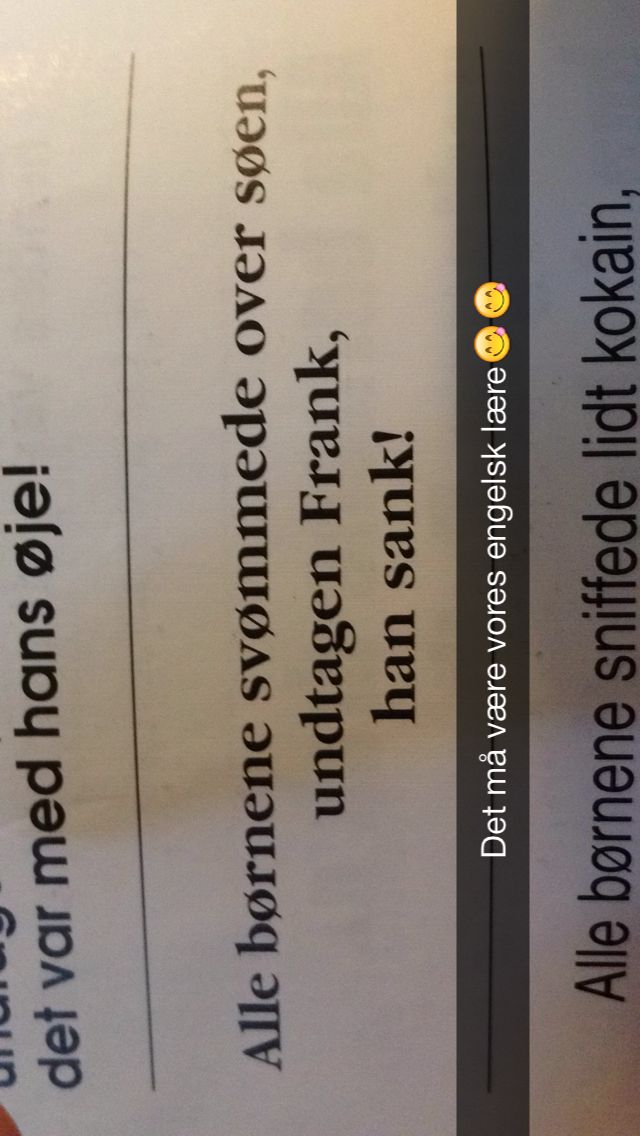 det var med hans øje!
Alle børnene svømmede over søen,
undtagen Frank,
han sank!
Det må være vores engelsk lære😋😋
Alle børnene sniffede lidt kokain,